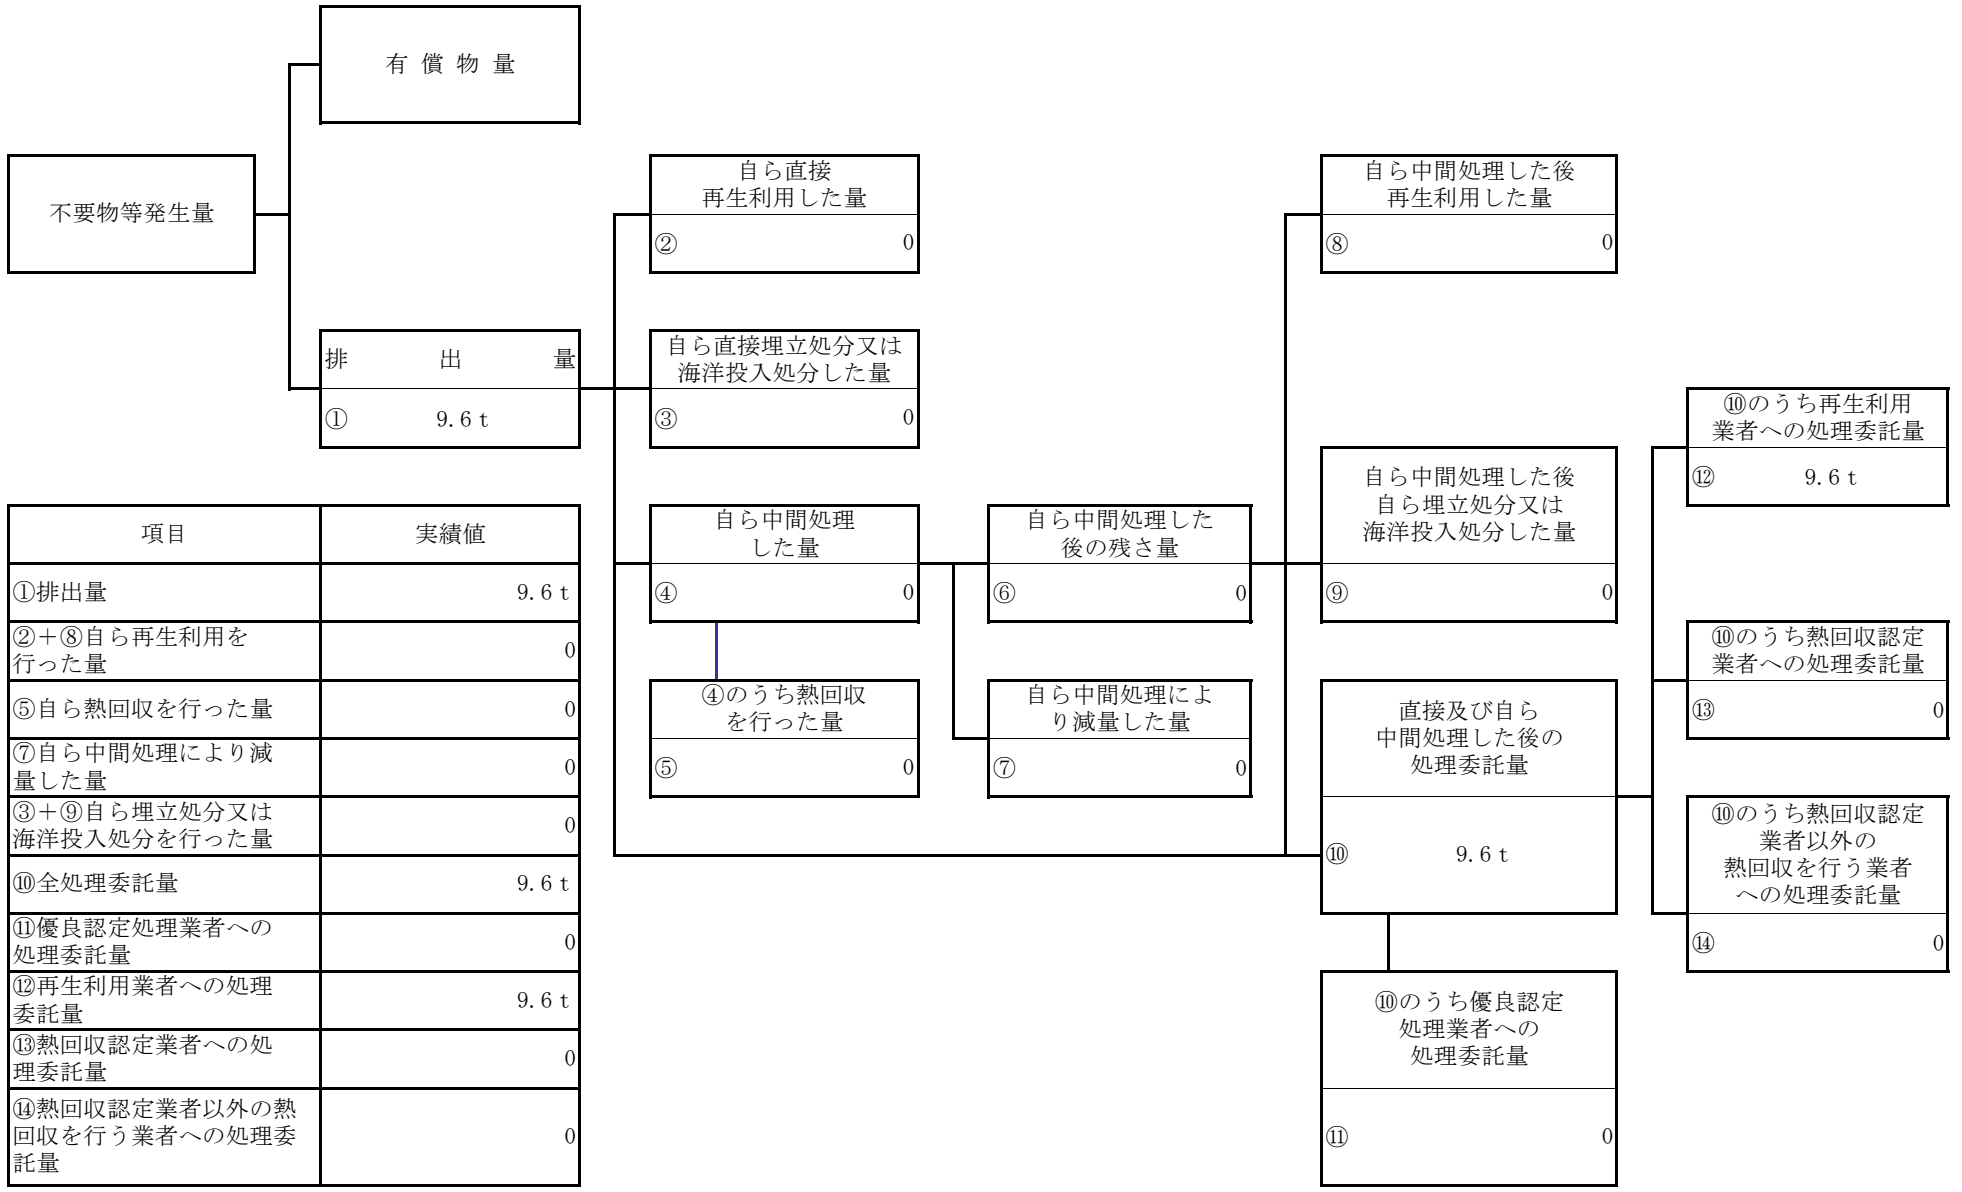 有償物量
不要物等発生量
排出量
① 9.6t
自ら直接
再生利用した量
② 0
自ら直接埋立処分又は
海洋投入処分した量
③ 0
自ら中間処理
した量
④ 0
④のうち熱回収
を行った量
⑤ 0
自ら中間処理した
後の残さ量
⑥ 0
自ら中間処理によ
り減量した量
⑦ 0
自ら中間処理した後
再生利用した量
⑧ 0
自ら中間処理した後
自ら埋立処分又は
海洋投入処分した量
⑨ 0
直接及び自ら
中間処理した後の
処理委託量
⑩ 9.6t
⑩のうち優良認定
処理業者への
処理委託量
⑪ 0
⑩のうち再生利用
業者への処理委託量
⑫ 9.6t
⑩のうち熱回収認定
業者への処理委託量
⑬ 0
⑩のうち熱回収認定
業者以外の
熱回収を行う業者
への処理委託量
⑭ 0
項目 実績値
①排出量 9.6t
②＋⑧自ら再生利用を
行った量 0
⑤自ら熱回収を行った量 0
⑦自ら中間処理により減
量した量 0
③＋⑨自ら埋立処分又は
海洋投入処分を行った量 0
⑩全処理委託量 9.6t
⑪優良認定処理業者への
処理委託量 0
⑫再生利用業者への処理
委託量 9.6t
⑬熱回収認定業者への処
理委託量 0
⑭熱回収認定業者以外の熱
回収を行う業者への処理委
託量 0